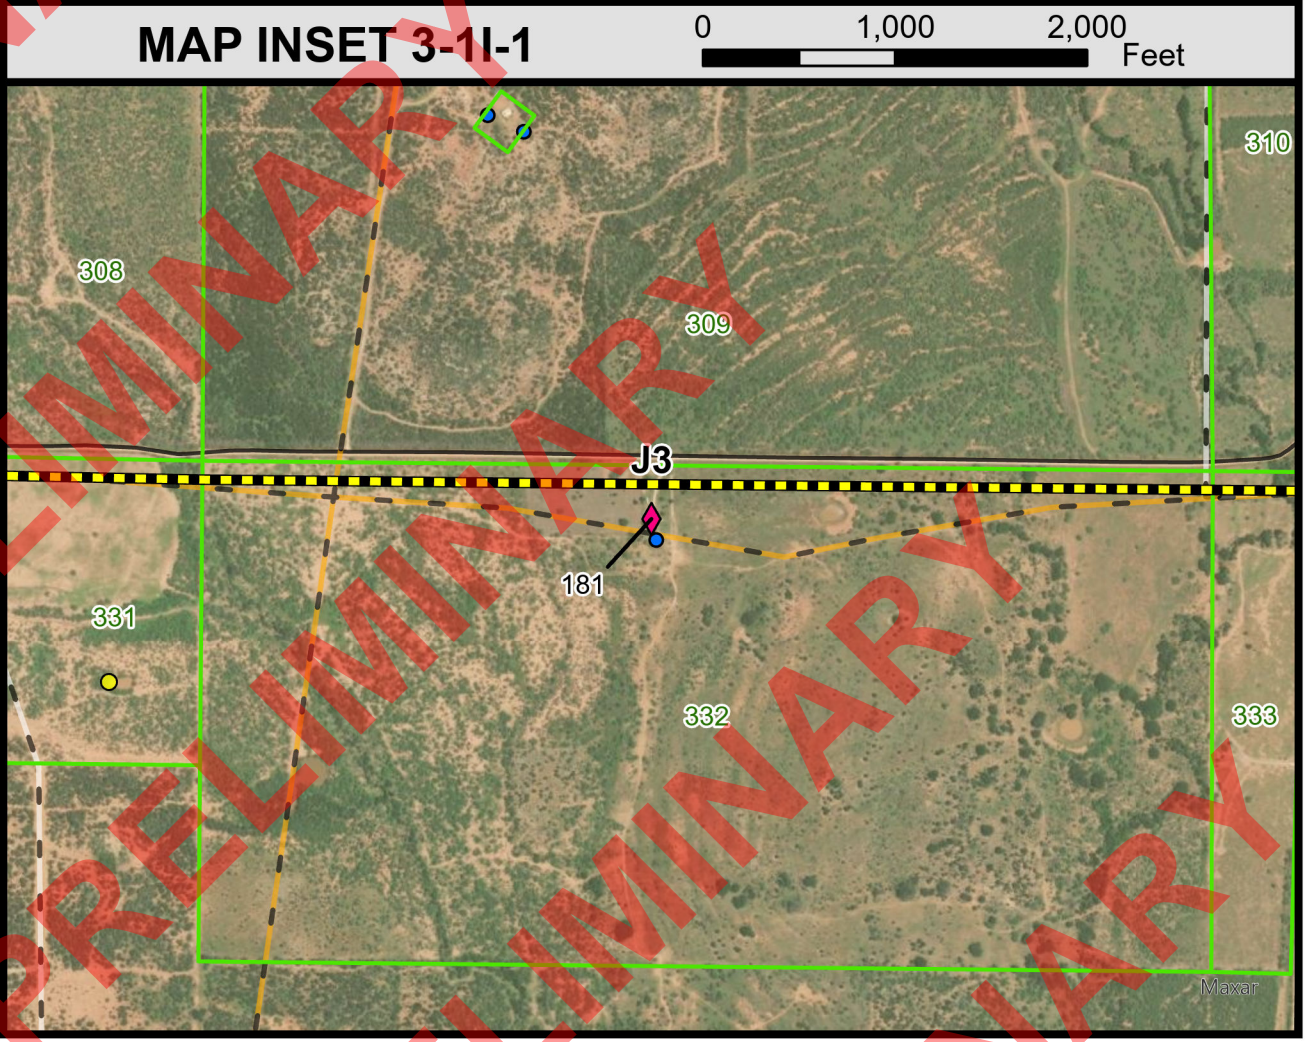 MAP INSET 3-1I-1
0 1,000 2,000
Feet
310
308
309
J3
181
331
332
333
Maxar
PRELIMINARY
PRELIMINARY
PRELIMINARY
PRELIMINARY